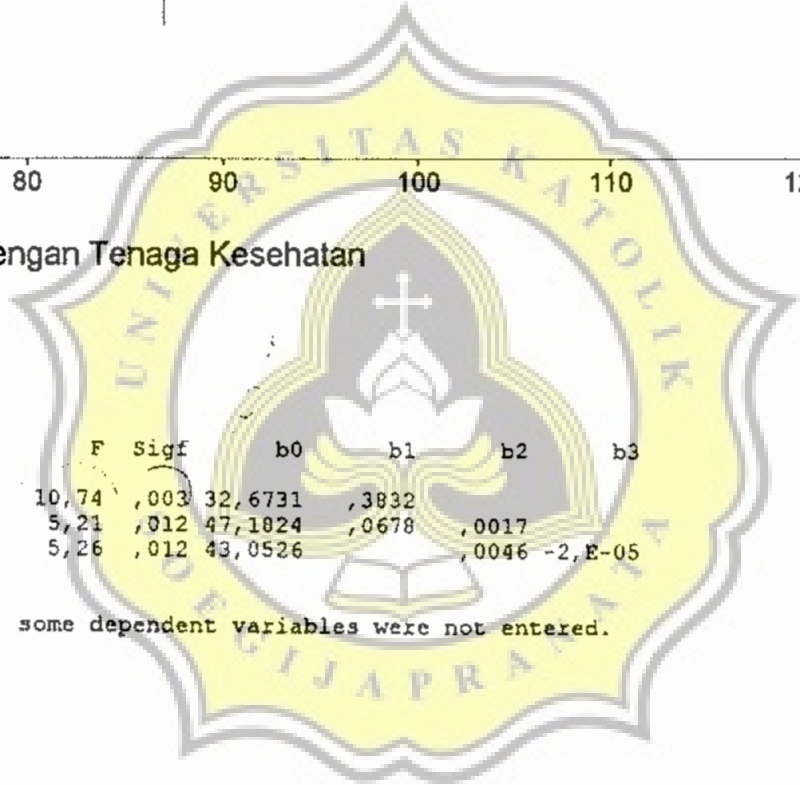 80 90 100 110
engan Tenaga Kesehatan
UNIVERSITAS KATOLIK
SOEGIJAPRANATA
F Sigf b0 b1 b2 b3
10,74 ,003 32,6731 ,3832
5,21 ,012 47,1824 ,0678 ,0017
5,26 ,012 43,0526 ,0046 -2,E-05
some dependent variables were not entered.